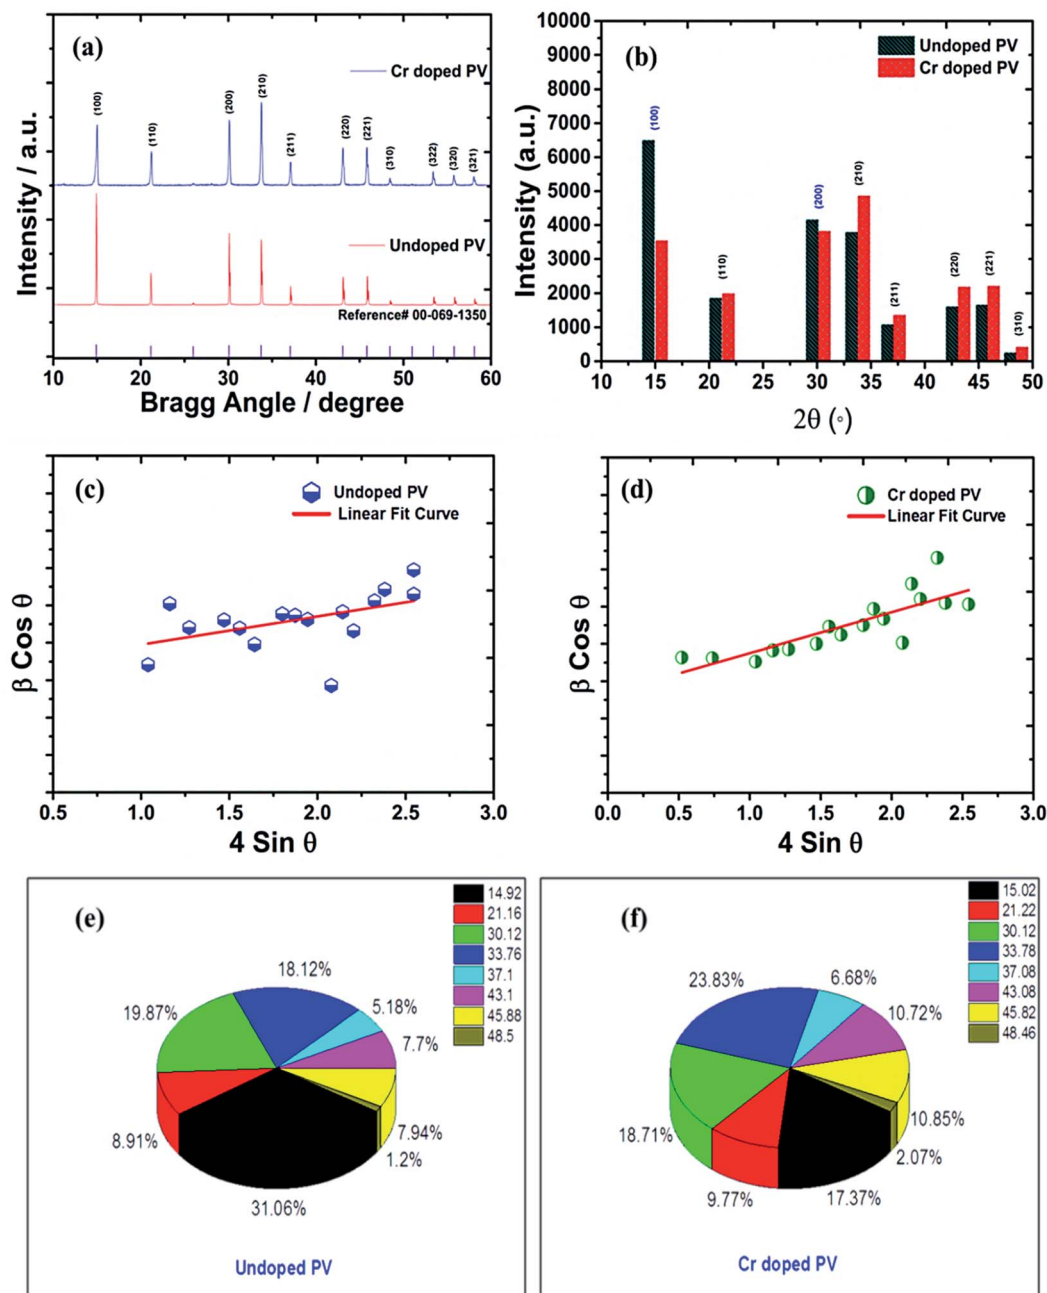 (a)
Cr doped PV
(100)
(110)
(200)
(210)
(211)
(220)
(221)
(310)
(322)
(320)
(321)
Undoped PV
Reference# 00-069-1350
Intensity / a.u.
10 20 30 40 50 60
Bragg Angle / degree
(b)
Undoped PV
Cr doped PV
10000
9000
8000
7000
6000
5000
4000
3000
2000
1000
0
Intensity (a.u.)
(100)
(110)
(200)
(210)
(211)
(220)
(221)
(310)
10 15 20 25 30 35 40 45 50
2θ (◦)
(c)
Undoped PV
Linear Fit Curve
β Cos θ
0.5 1.0 1.5 2.0 2.5 3.0
4 Sin θ
(d)
Cr doped PV
Linear Fit Curve
β Cos θ
0.0 0.5 1.0 1.5 2.0 2.5 3.0
4 Sin θ
(e)
14.92
21.16
30.12
33.76
37.1
43.1
45.88
48.5
18.12%
5.18%
19.87%
7.7%
8.91%
7.94%
1.2%
31.06%
Undoped PV
(f)
15.02
21.22
30.12
33.78
37.08
43.08
45.82
48.46
23.83%
6.68%
10.72%
18.71%
10.85%
2.07%
9.77%
17.37%
Cr doped PV